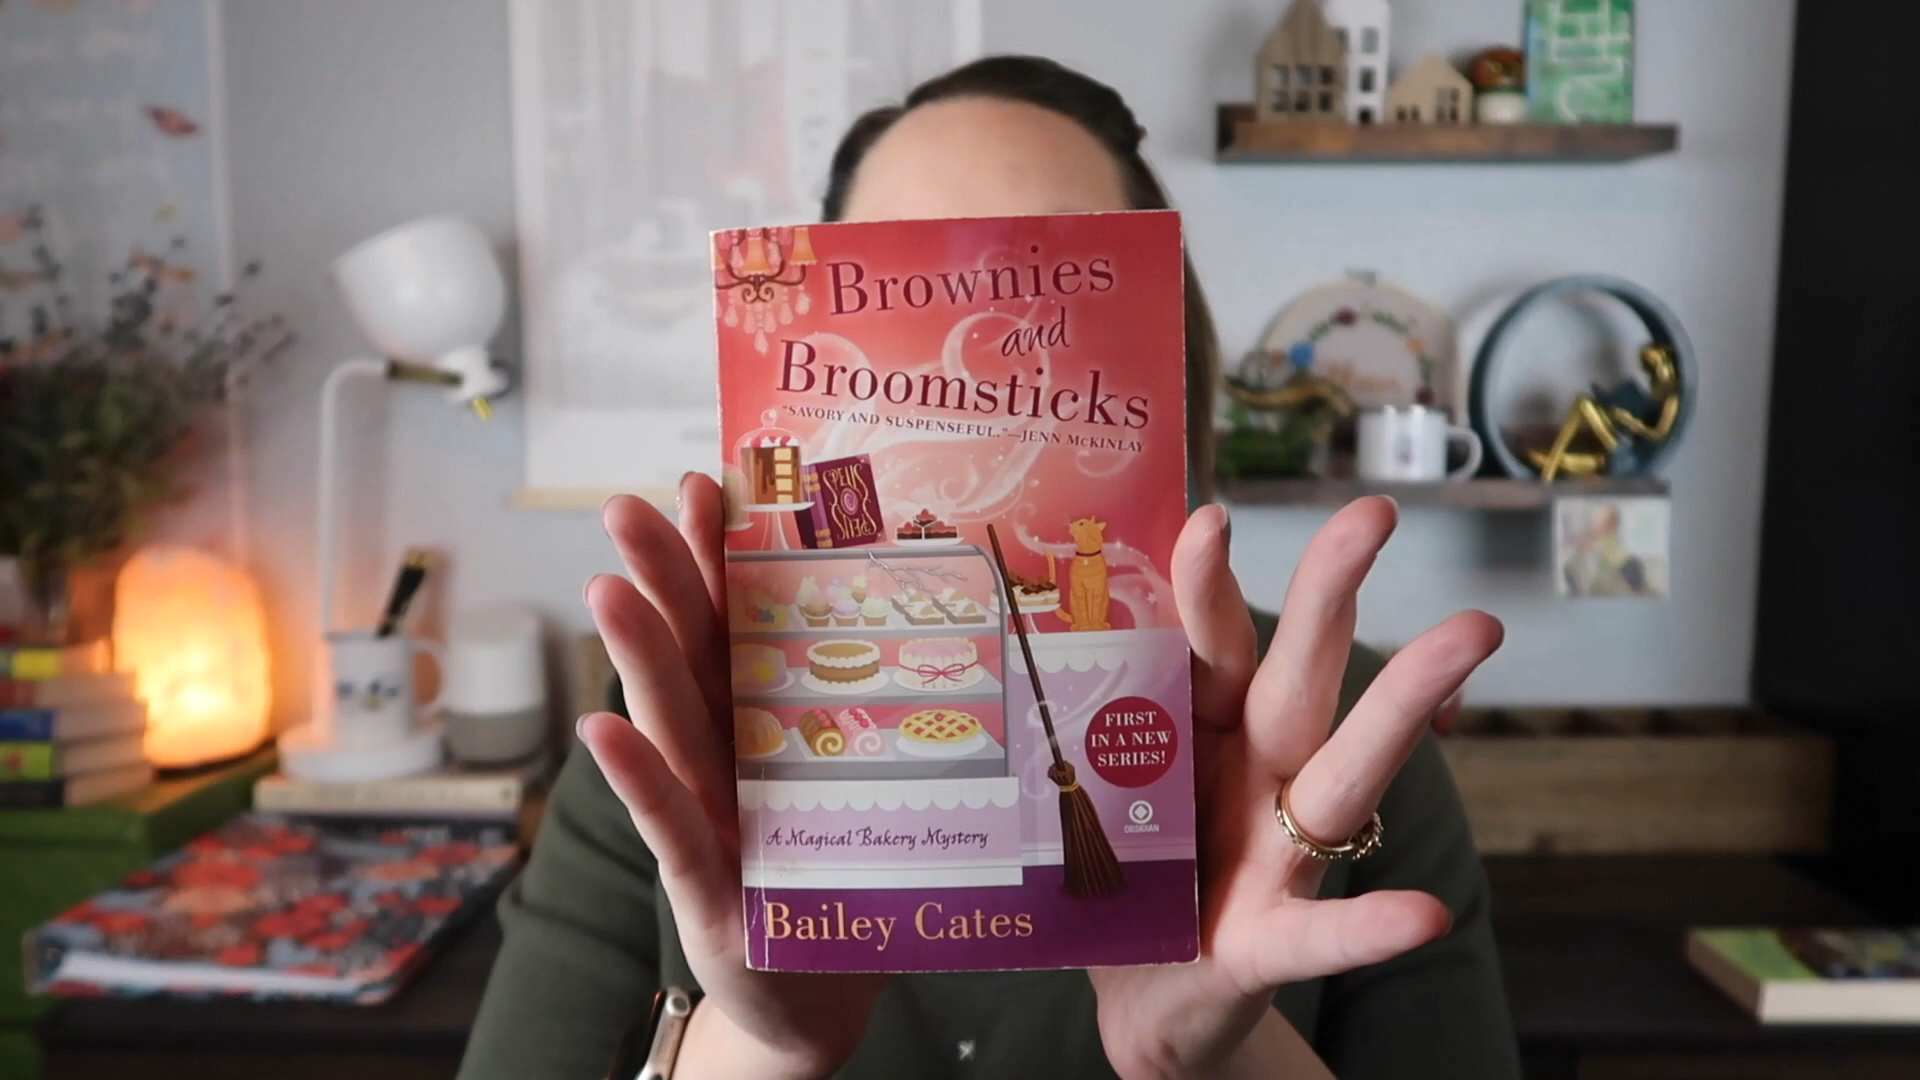 Brownies
and
Broomsticks
"SAVORY AND SUSPENSEFUL."—JENN McKINLAY
SPELLS
FIRST
IN A NEW
SERIES!
OBSIDIAN
A Magical Bakery Mystery
Bailey Cates